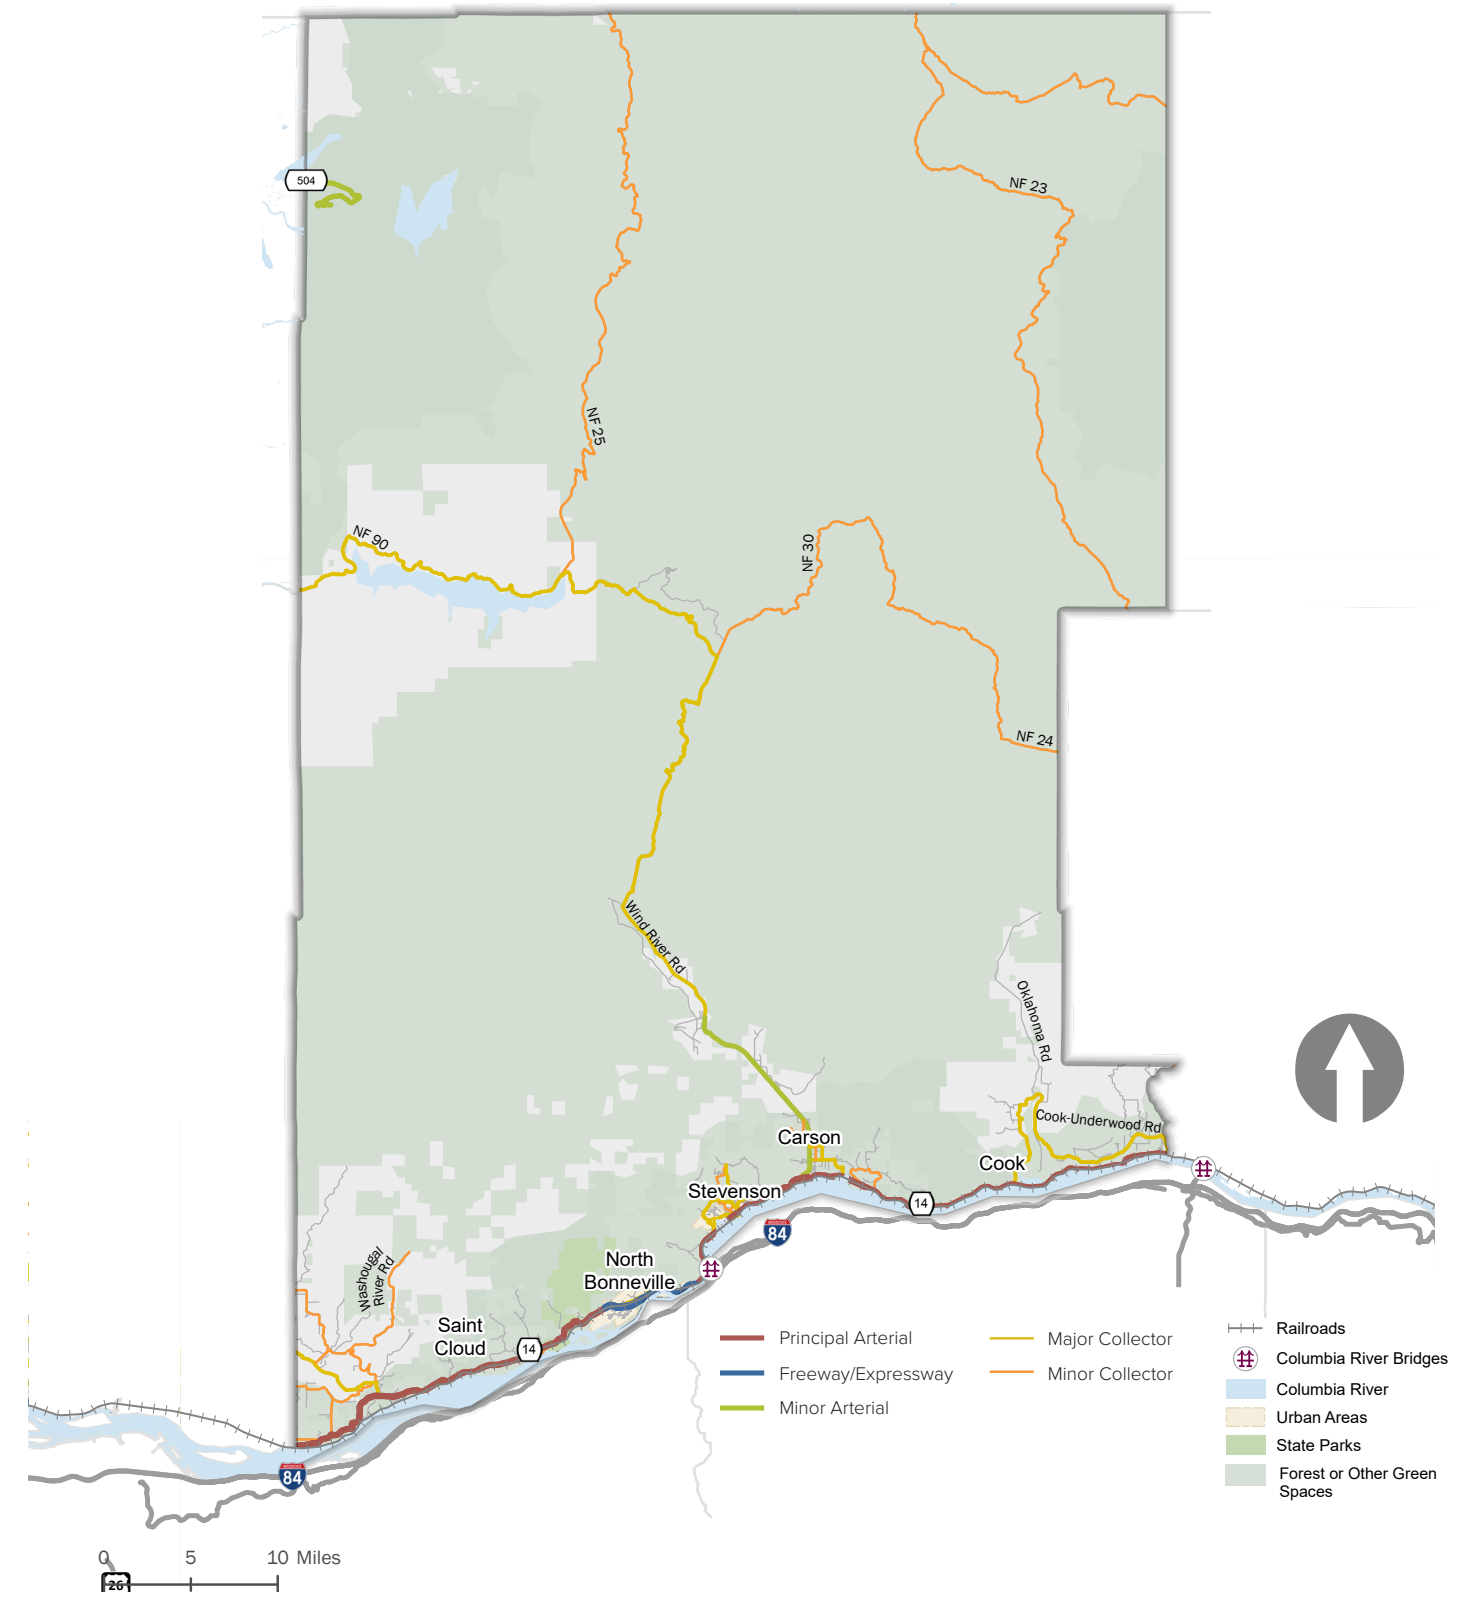 504
NF 23
NF 25
NF 90
NF 30
NF 24
Wind River Rd
Oklahoma Rd
Cook-Underwood Rd
Carson
Cook
Stevenson
14
84
North
Bonneville
Washougal
River Rd
Saint
Cloud
14
84
Principal Arterial
Freeway/Expressway
Minor Arterial
Major Collector
Minor Collector
Railroads
Columbia River Bridges
Columbia River
Urban Areas
State Parks
Forest or Other Green
Spaces
0 5 10 Miles
26